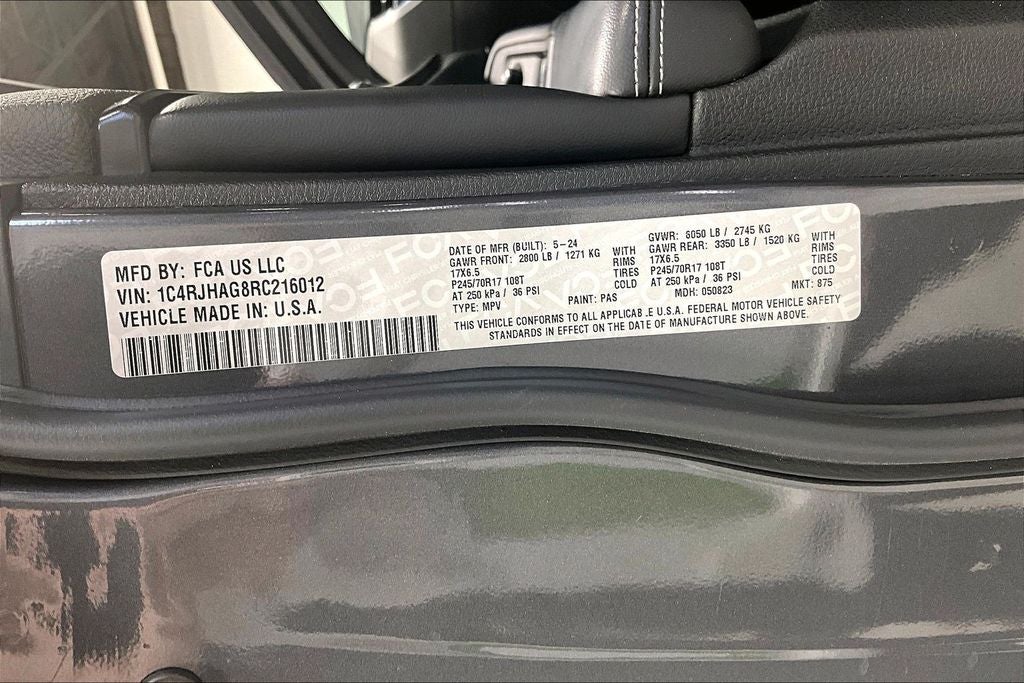 MFD BY: FCA US LLC
VIN: 1C4RJHAG8RC216012
VEHICLE MADE IN: U.S.A.
DATE OF MFR (BUILT): 5-24
GAWR FRONT: 2800 LB / 1271 KG WITH
17X6.5 RIMS
P245/70R17 108T TIRES
AT 250 kPa / 36 PSI COLD
TYPE: MPV PAINT: PAS
GVWR: 6050 LB / 2745 KG
GAWR REAR: 3350 LB / 1520 KG WITH
17X6.5 RIMS
P245/70R17 108T TIRES
AT 250 kPa / 36 PSI COLD
MDH: 050823 MKT: 875
THIS VEHICLE CONFORMS TO ALL APPLICAB.E U.S.A. FEDERAL MOTOR VEHICLE SAFETY
STANDARDS IN EFFECT ON THE DATE OF MANUFACTURE SHOWN ABOVE.